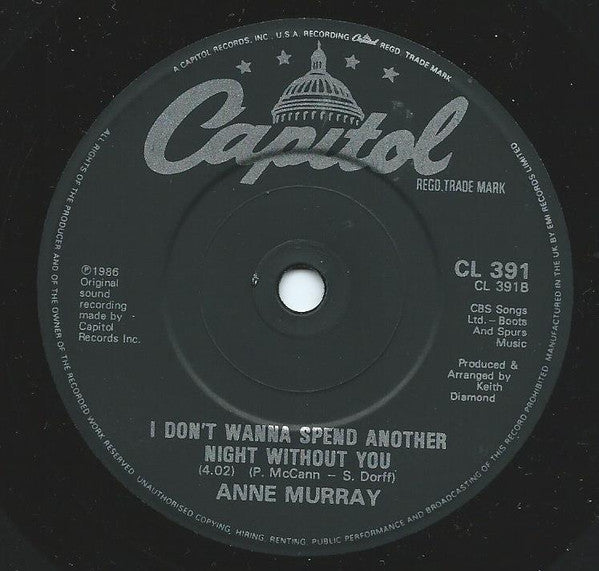 A CAPITOL RECORDS, INC., U.S.A. RECORDING Capitol REGD. TRADE MARK
Capitol
REGD. TRADE MARK
ALL RIGHTS OF THE PRODUCER AND OF THE OWNER OF THE RECORDED WORK RESERVED. UNAUTHORISED COPYING, HIRING, RENTING, PUBLIC PERFORMANCE AND BROADCASTING OF THIS RECORD PROHIBITED. MANUFACTURED IN THE UK BY EMI RECORDS LIMITED
℗1986
Original
sound
recording
made by
Capitol
Records Inc.
CL 391
CL 391B
CBS Songs
Ltd. – Boots
And Spurs
Music
Produced &
Arranged by
Keith
Diamond
I DON'T WANNA SPEND ANOTHER
NIGHT WITHOUT YOU
(4.02) (P. McCann – S. Dorff)
ANNE MURRAY